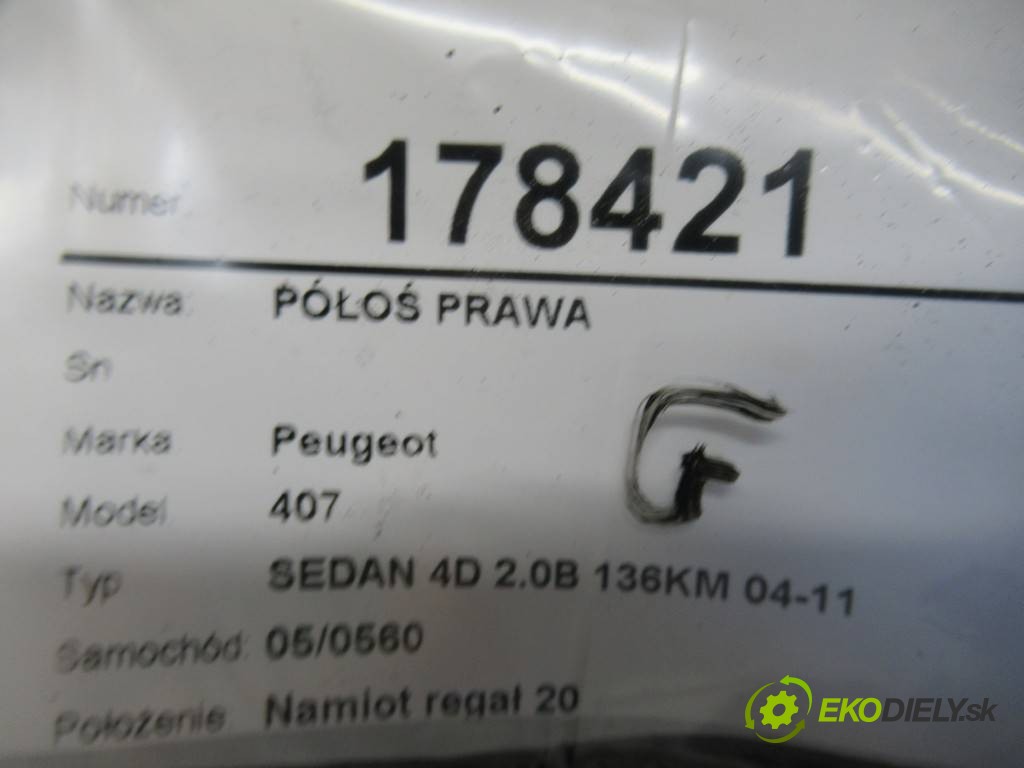 Numer: 178421
Nazwa: PÓŁOŚ PRAWA
Sn
Marka Peugeot
Model 407
Typ SEDAN 4D 2.0B 136KM 04-11
Samochód: 05/0560
Położenie: Namiot regał 20
G
EKODIELY.sk